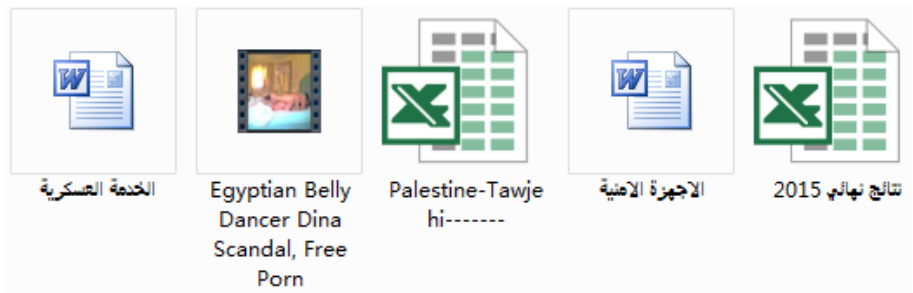 الخدمة العسكرية
Egyptian Belly
Dancer Dina
Scandal, Free
Porn
Palestine-Tawje
hi-------
الاجهزة الامنية
نتائج نهائي 2015